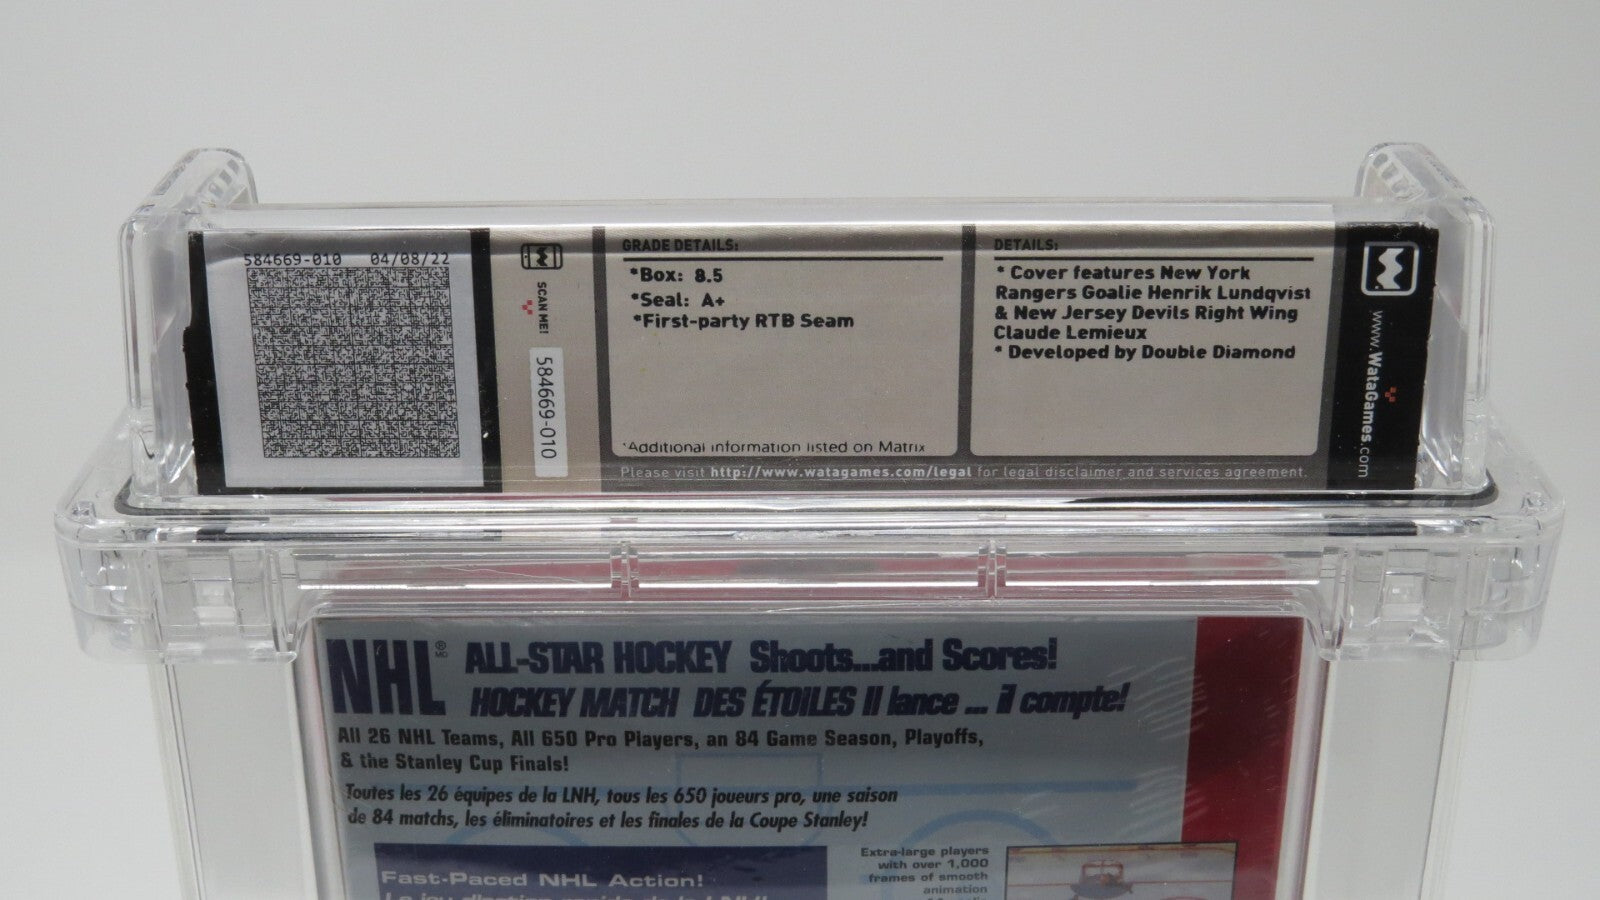 584669-010 04/08/22
SCAN ME!
584669-010
GRADE DETAILS:
*Box: 8.5
*Seal: A+
*First-party RTB Seam
*Additional information listed on Matrix
DETAILS:
* Cover features New York
Rangers Goalie Henrik Lundqvist
& New Jersey Devils Right Wing
Claude Lemieux
* Developed by Double Diamond
Please visit http://www.watagames.com/legal for legal disclaimer and services agreement.
www.WataGames.com
NHL® ALL-STAR HOCKEY Shoots...and Scores!
MD
HOCKEY MATCH DES ÉTOILES Il lance ... il compte!
All 26 NHL Teams, All 650 Pro Players, an 84 Game Season, Playoffs,
& the Stanley Cup Finals!
Toutes les 26 équipes de la LNH, tous les 650 joueurs pro, une saison
de 84 matchs, les éliminatoires et les finales de la Coupe Stanley!
Fast-Paced NHL Action!
Extra-large players
with over 1,000
frames of smooth
animation